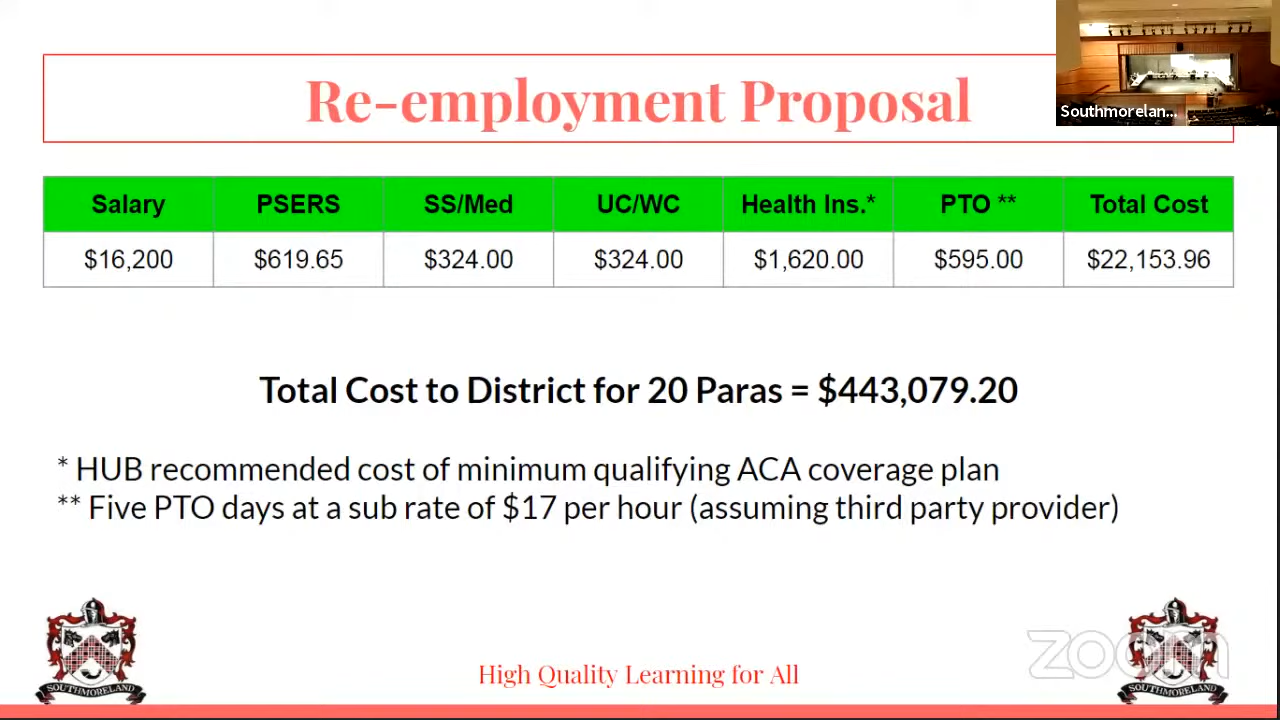 Re-employment Proposal
Southmorelan...
Salary PSERS SS/Med UC/WC Health Ins.* PTO ** Total Cost
$16,200 $619.65 $324.00 $324.00 $1,620.00 $595.00 $22,153.96
Total Cost to District for 20 Paras = $443,079.20
* HUB recommended cost of minimum qualifying ACA coverage plan
** Five PTO days at a sub rate of $17 per hour (assuming third party provider)
SOUTHMORELAND
SOUTHMORELAND
zoom
High Quality Learning for All